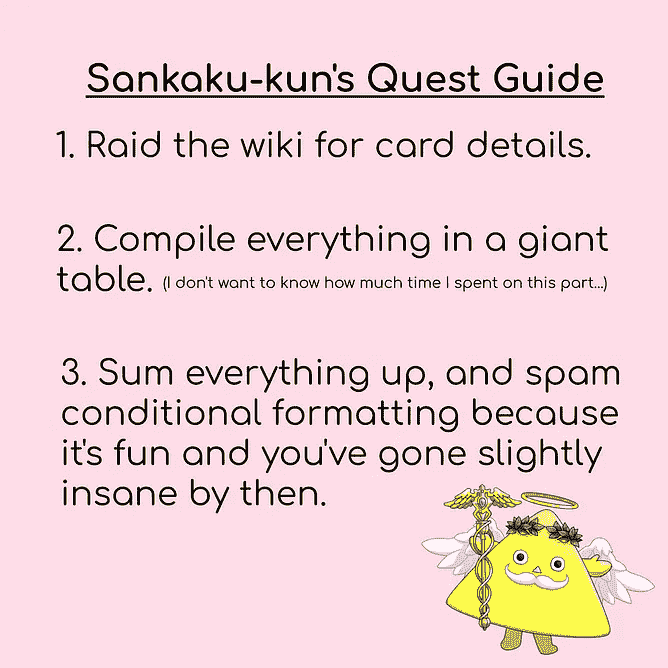 Sankaku-kun's Quest Guide
1. Raid the wiki for card details.
2. Compile everything in a giant
table. (I don't want to know how much time I spent on this part...)
3. Sum everything up, and spam
conditional formatting because
it's fun and you've gone slightly
insane by then.